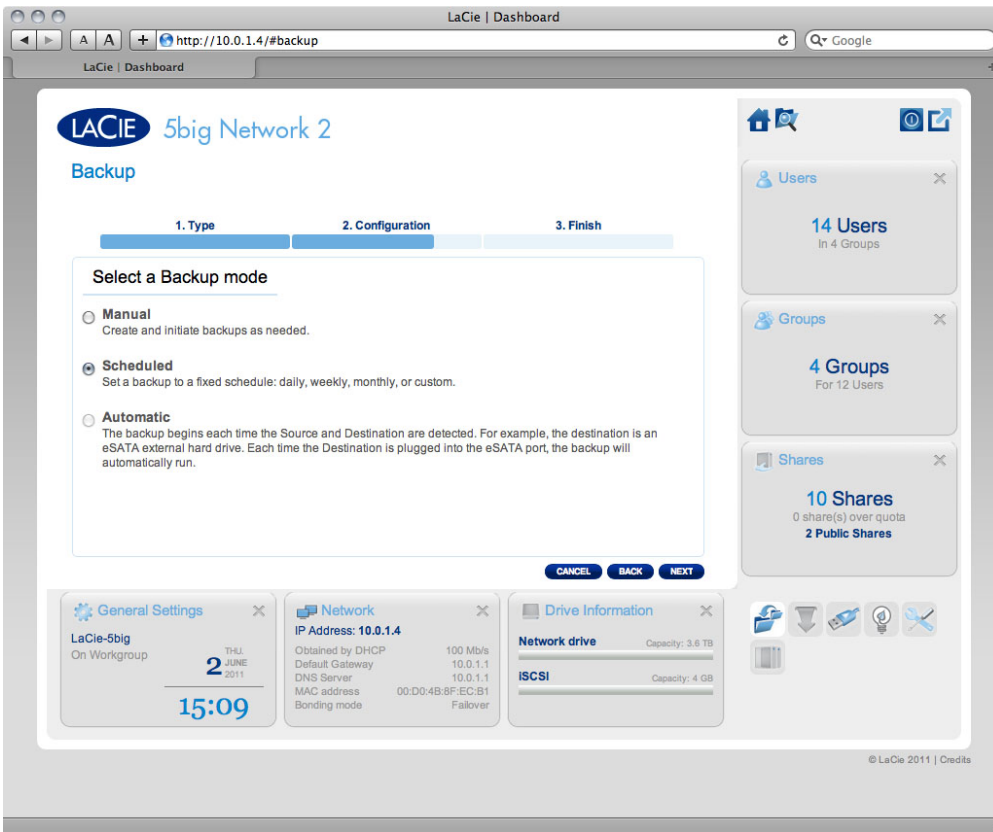 LaCie | Dashboard
A A + http://10.0.1.4/#backup
Google
LaCie | Dashboard
LACIE 5big Network 2
Backup
1. Type 2. Configuration 3. Finish
Select a Backup mode
Manual
Create and initiate backups as needed.
Scheduled
Set a backup to a fixed schedule: daily, weekly, monthly, or custom.
Automatic
The backup begins each time the Source and Destination are detected. For example, the destination is an
eSATA external hard drive. Each time the Destination is plugged into the eSATA port, the backup will
automatically run.
CANCEL BACK NEXT
Users
14 Users
In 4 Groups
Groups
4 Groups
For 12 Users
Shares
10 Shares
0 share(s) over quota
2 Public Shares
General Settings
LaCie-5big
On Workgroup
THU.
2 JUNE
2011
15:09
Network
IP Address: 10.0.1.4
Obtained by DHCP 100 Mb/s
Default Gateway 10.0.1.1
DNS Server 10.0.1.1
MAC address 00:D0:4B:8F:EC:B1
Bonding mode Failover
Drive Information
Network drive Capacity: 3.6 TB
iSCSI Capacity: 4 GB
© LaCie 2011 | Credits